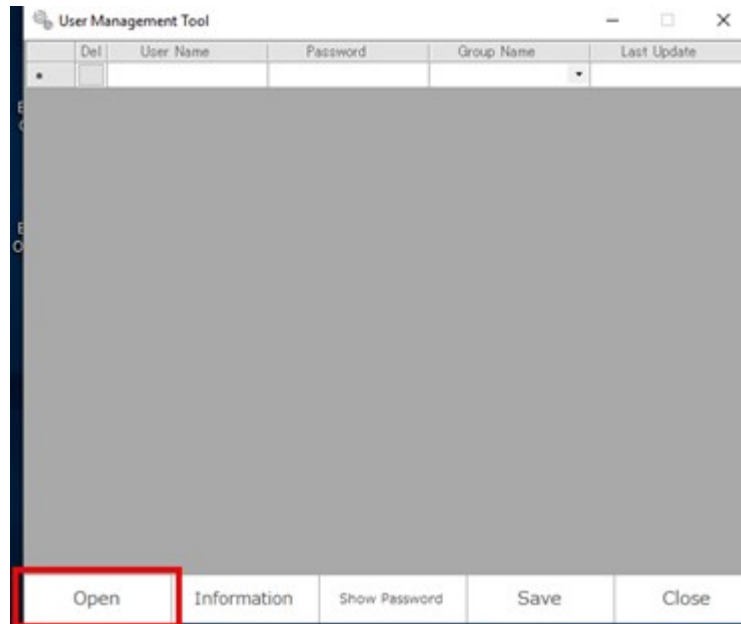 User Management Tool
Del User Name Password Group Name Last Update
Open Information Show Password Save Close